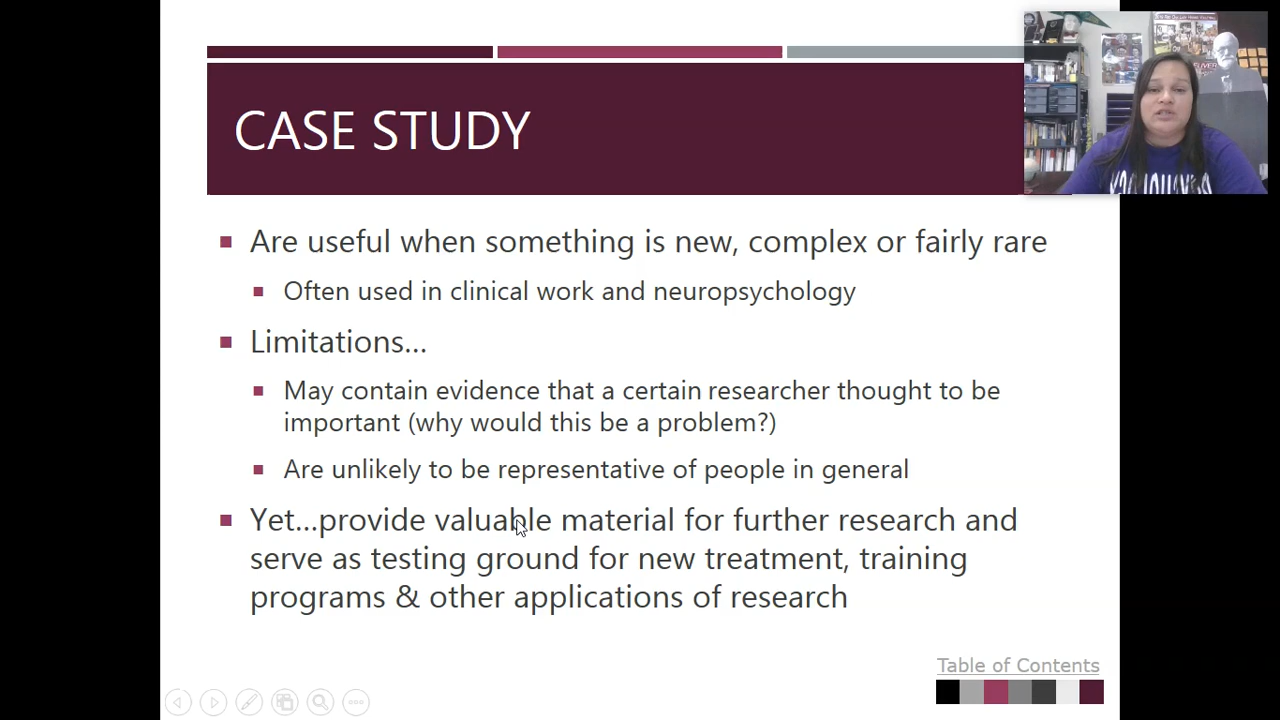 CASE STUDY
Are useful when something is new, complex or fairly rare
Often used in clinical work and neuropsychology
Limitations...
May contain evidence that a certain researcher thought to be
important (why would this be a problem?)
Are unlikely to be representative of people in general
Yet...provide valuable material for further research and
serve as testing ground for new treatment, training
programs & other applications of research
Table of Contents